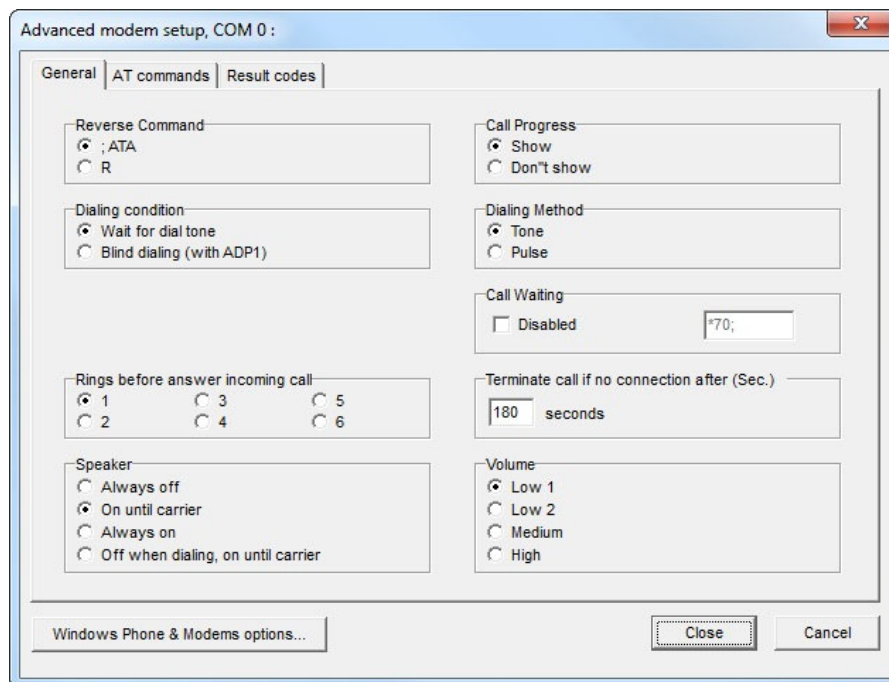 Advanced modem setup, COM 0 :
X
General AT commands Result codes
Reverse Command
; ATA
R
Call Progress
Show
Don"t show
Dialing condition
Wait for dial tone
Blind dialing (with ADP1)
Dialing Method
Tone
Pulse
Call Waiting
Disabled *70;
Rings before answer incoming call
1 3 5
2 4 6
Terminate call if no connection after (Sec.)
180 seconds
Speaker
Always off
On until carrier
Always on
Off when dialing, on until carrier
Volume
Low 1
Low 2
Medium
High
Windows Phone & Modems options... Close Cancel